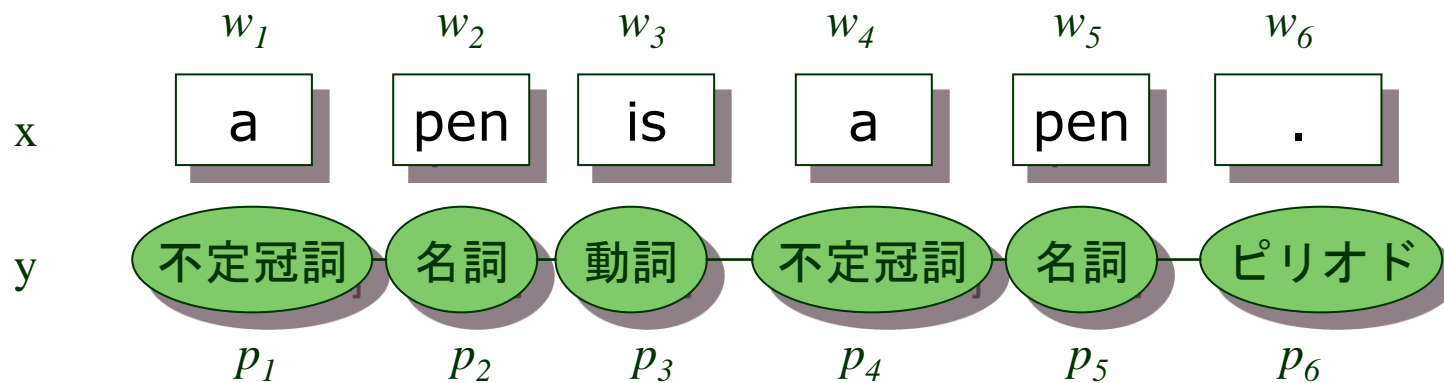 w1 w2 w3 w4 w5 w6
x a pen is a pen .
y 不定冠詞 名詞 動詞 不定冠詞 名詞 ピリオド
p1 p2 p3 p4 p5 p6